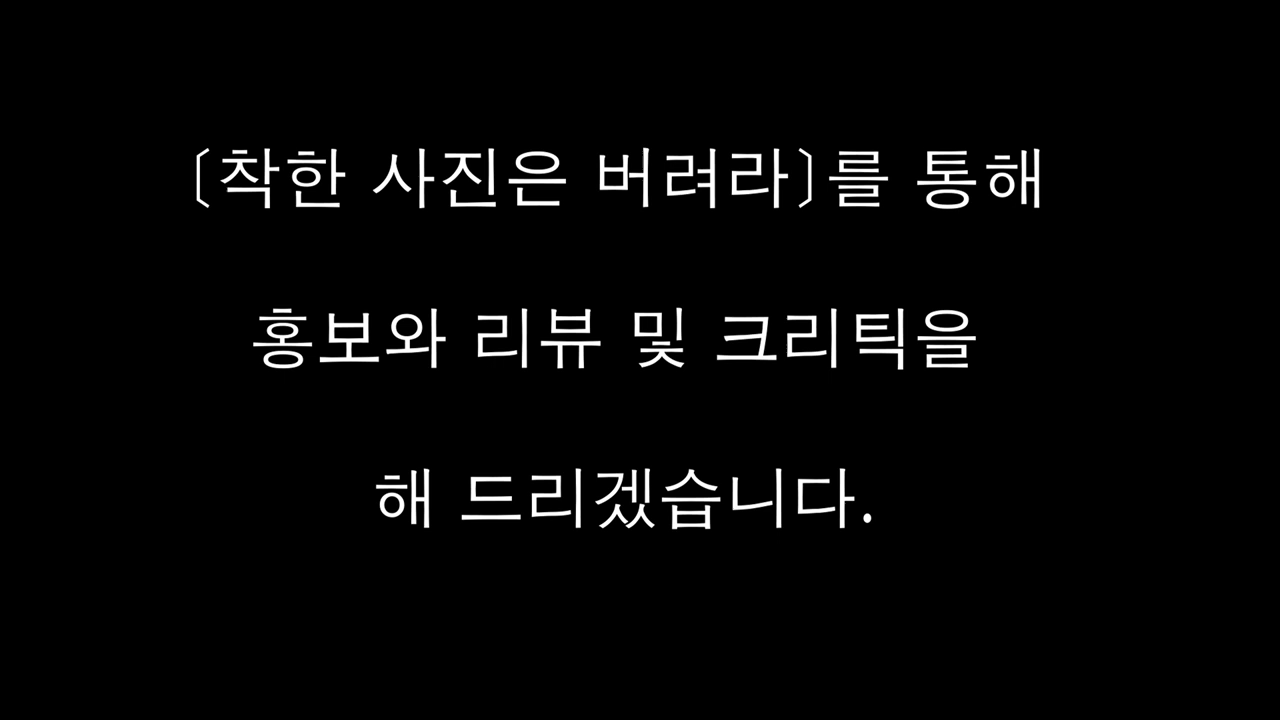 〔착한 사진은 버려라〕를 통해
홍보와 리뷰 및 크리틱을
해 드리겠습니다.